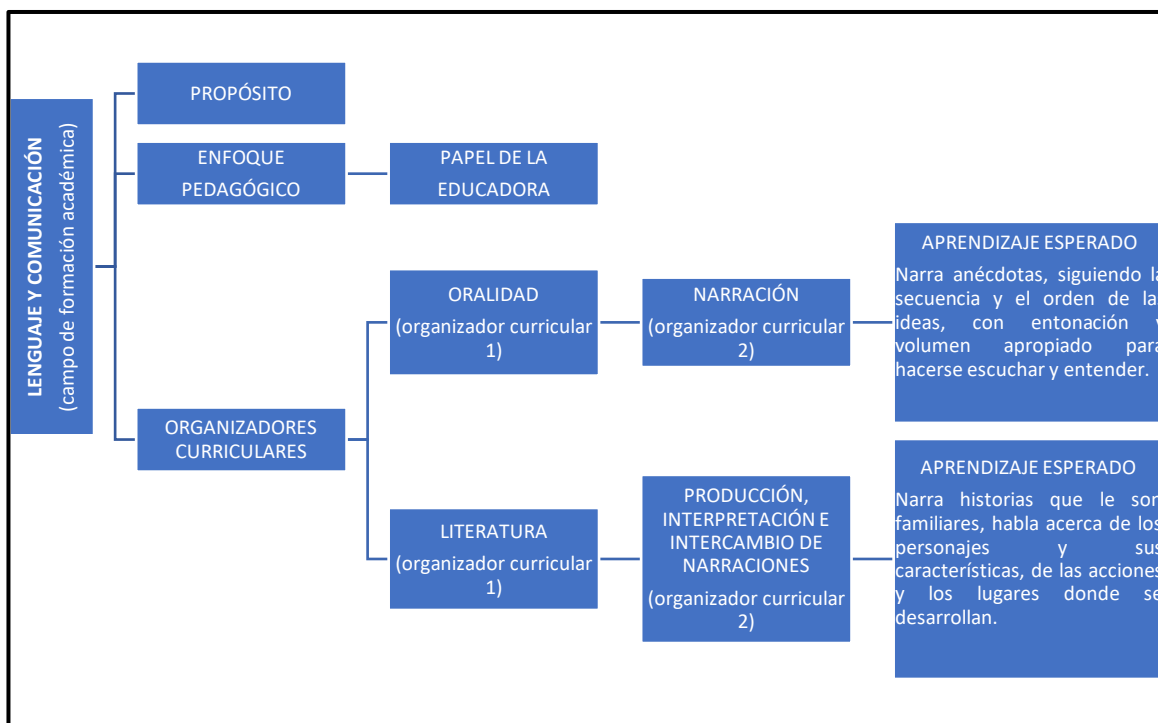 LENGUAJE Y COMUNICACIÓN
(campo de formación académica)
PROPÓSITO
ENFOQUE
PEDAGÓGICO
PAPEL DE LA
EDUCADORA
ORGANIZADORES
CURRICULARES
ORALIDAD
(organizador curricular
1)
NARRACIÓN
(organizador curricular
2)
APRENDIZAJE ESPERADO
Narra anécdotas, siguiendo la
secuencia y el orden de las
ideas, con entonación y
volumen apropiado para
hacerse escuchar y entender.
LITERATURA
(organizador curricular
1)
PRODUCCIÓN,
INTERPRETACIÓN E
INTERCAMBIO DE
NARRACIONES
(organizador curricular
2)
APRENDIZAJE ESPERADO
Narra historias que le son
familiares, habla acerca de los
personajes y sus
características, de las acciones
y los lugares donde se
desarrollan.